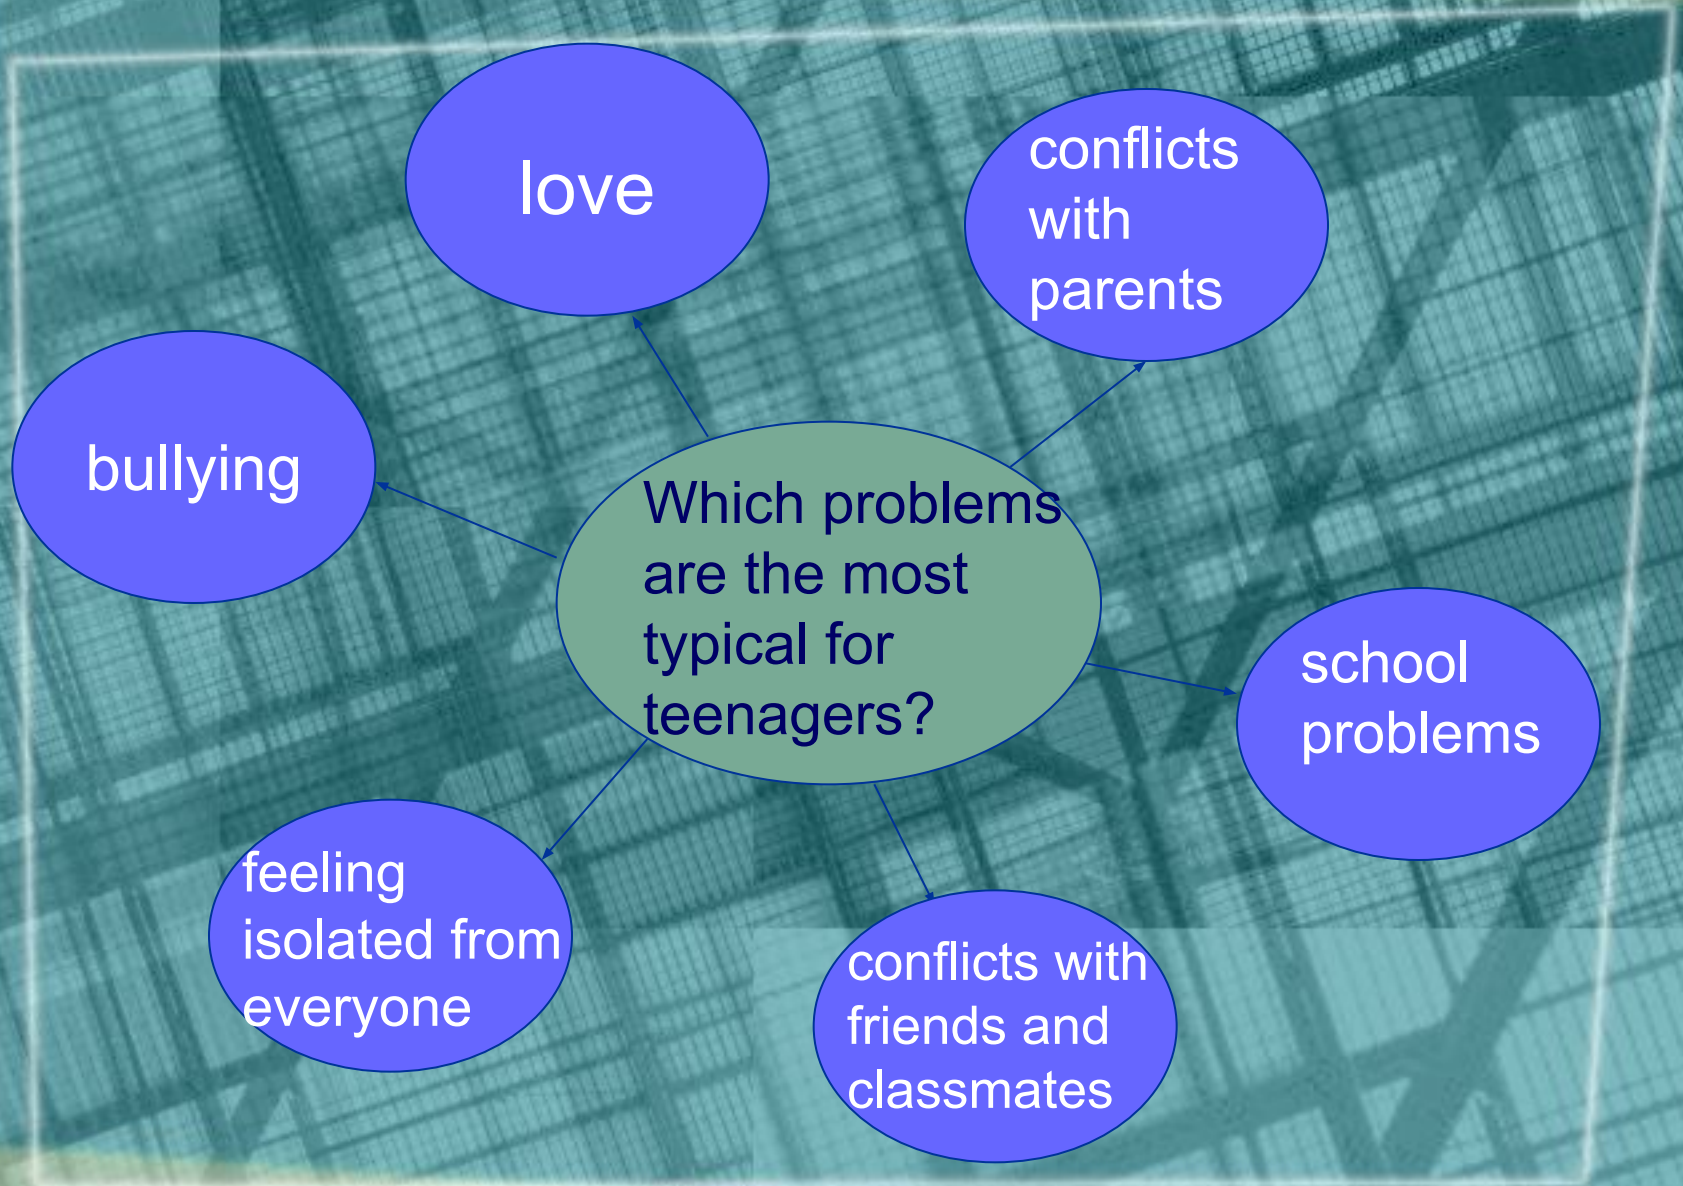 love
conflicts
with
parents
bullying
Which problems
are the most
typical for
teenagers?
school
problems
feeling
isolated from
everyone
conflicts with
friends and
classmates